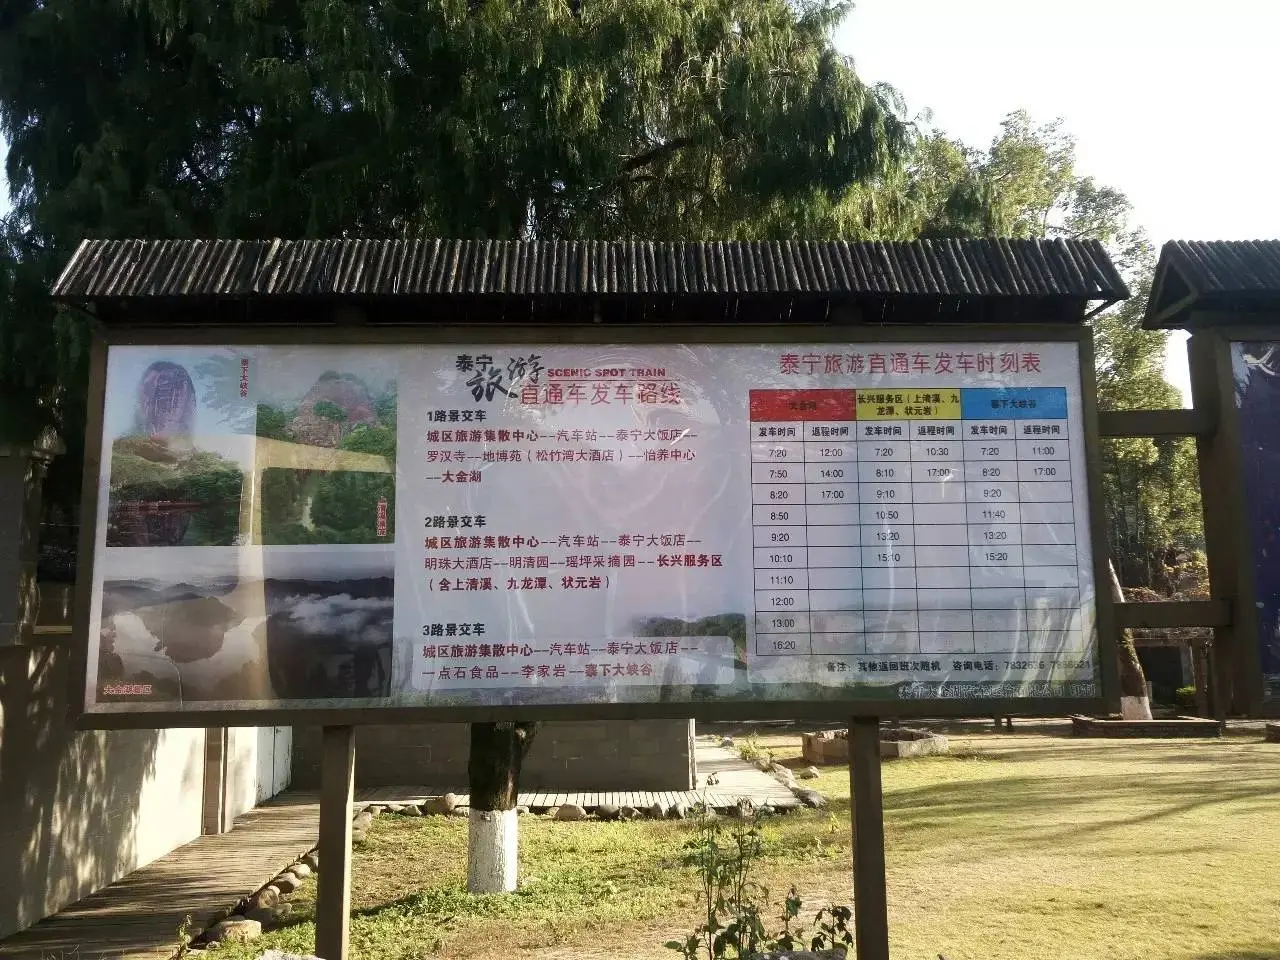 寨下大峡谷
上清溪景区
大金湖景区
泰宁
旅游 SCENIC SPOT TRAIN
直通车发车路线
1路景交车
城区旅游集散中心--汽车站--泰宁大饭店--
罗汉寺--地博苑（松竹湾大酒店）--怡养中心
--大金湖
2路景交车
城区旅游集散中心--汽车站--泰宁大饭店--
明珠大酒店--明清园--瑶坪采摘园--长兴服务区
（含上清溪、九龙潭、状元岩）
3路景交车
城区旅游集散中心--汽车站--泰宁大饭店--
一点石食品--李家岩--寨下大峡谷
泰宁旅游直通车发车时刻表
大金湖 长兴服务区（上清溪、九 寨下大峡谷
龙潭、状元岩）
发车时间 返程时间 发车时间 返程时间 发车时间 返程时间
7:20 12:00 7:20 10:30 7:20 11:00
7:50 14:00 8:10 17:00 8:20 17:00
8:20 17:00 9:10 9:20
8:50 10:50 11:40
9:20 13:20 13:20
10:10 15:10 15:20
11:10
12:00
13:00
16:20
备注：其他返回班次随机 咨询电话：7832636